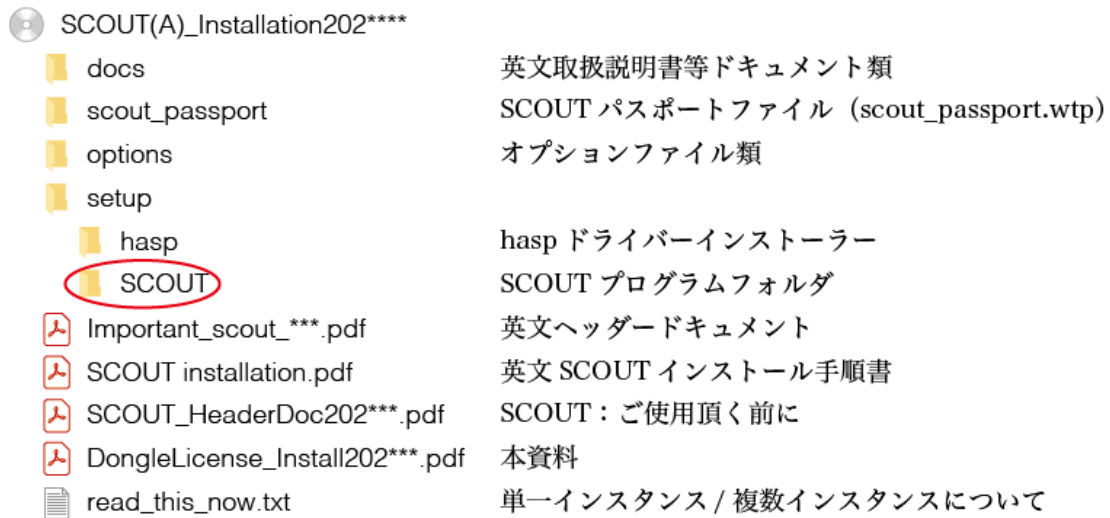 SCOUT(A)_Installation202****
docs 英文取扱説明書等ドキュメント類
scout_passport SCOUT パスポートファイル（scout_passport.wtp）
options オプションファイル類
setup
hasp hasp ドライバーインストーラー
SCOUT SCOUT プログラムフォルダ
Important_scout_***.pdf 英文ヘッダードキュメント
SCOUT installation.pdf 英文 SCOUT インストール手順書
SCOUT_HeaderDoc202***.pdf SCOUT：ご使用頂く前に
DongleLicense_Install202***.pdf 本資料
read_this_now.txt 単一インスタンス / 複数インスタンスについて